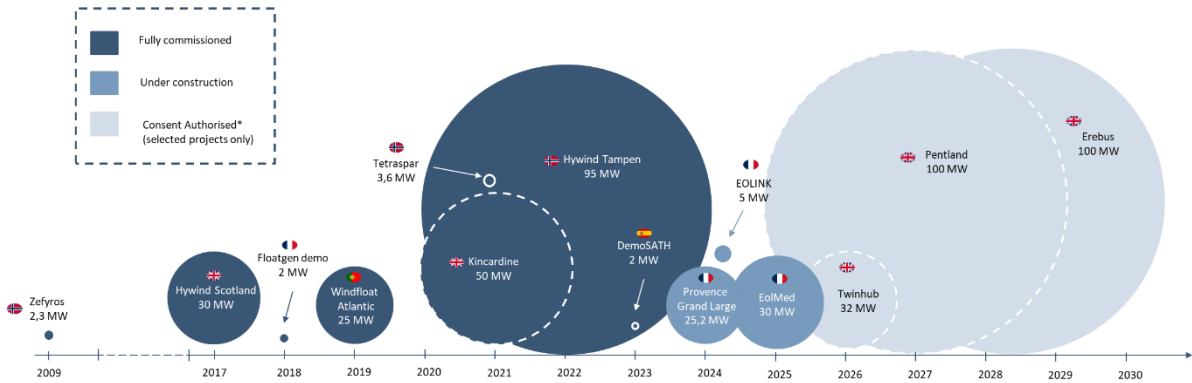 Fully commissioned
Under construction
Consent Authorised*
(selected projects only)
Zefyros
2,3 MW
Hywind Scotland
30 MW
Floatgen demo
2 MW
Windfloat
Atlantic
25 MW
Tetraspar
3,6 MW
Kincardine
50 MW
Hywind Tampen
95 MW
DemoSATH
2 MW
EOLINK
5 MW
Provence
Grand Large
25,2 MW
EolMed
30 MW
Twinhub
32 MW
Pentland
100 MW
Erebus
100 MW
2009
2017
2018
2019
2020
2021
2022
2023
2024
2025
2026
2027
2028
2029
2030